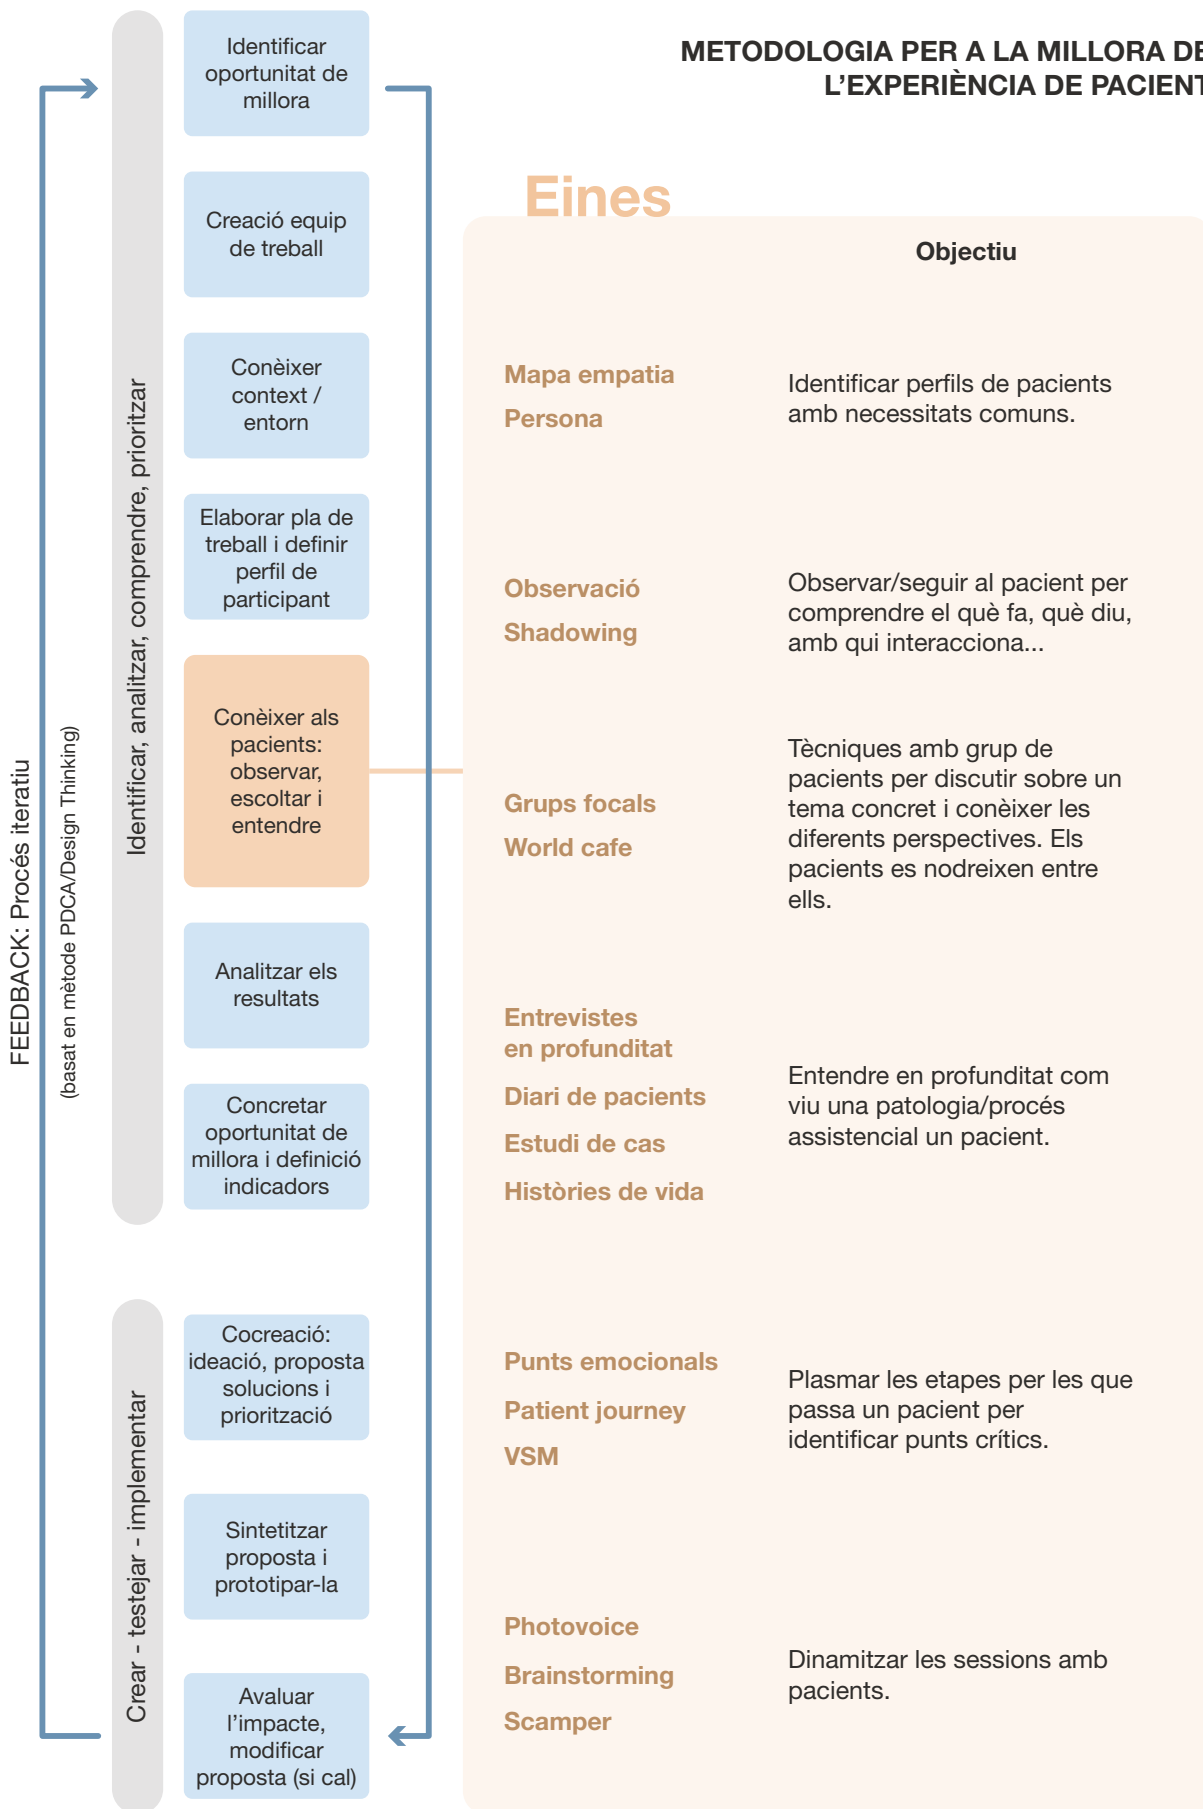 METODOLOGIA PER A LA MILLORA DE
L’EXPERIÈNCIA DE PACIENT
FEEDBACK: Procés iteratiu
(basat en mètode PDCA/Design Thinking)
Identificar, analitzar, comprendre, prioritzar
Identificar
oportunitat de
millora
Creació equip
de treball
Conèixer
context /
entorn
Elaborar pla de
treball i definir
perfil de
participant
Conèixer als
pacients:
observar,
escoltar i
entendre
Analitzar els
resultats
Concretar
oportunitat de
millora i definició
indicadors
Crear - testejar - implementar
Cocreació:
ideació, proposta
solucions i
priorització
Sintetitzar
proposta i
prototipar-la
Avaluar
l’impacte,
modificar
proposta (si cal)
Eines
Objectiu
Mapa empatia
Persona
Identificar perfils de pacients
amb necessitats comuns.
Observació
Shadowing
Observar/seguir al pacient per
comprendre el què fa, què diu,
amb qui interacciona...
Grups focals
World cafe
Tècniques amb grup de
pacients per discutir sobre un
tema concret i conèixer les
diferents perspectives. Els
pacients es nodreixen entre
ells.
Entrevistes
en profunditat
Diari de pacients
Estudi de cas
Històries de vida
Entendre en profunditat com
viu una patologia/procés
assistencial un pacient.
Punts emocionals
Patient journey
VSM
Plasmar les etapes per les que
passa un pacient per
identificar punts crítics.
Photovoice
Brainstorming
Scamper
Dinamitzar les sessions amb
pacients.